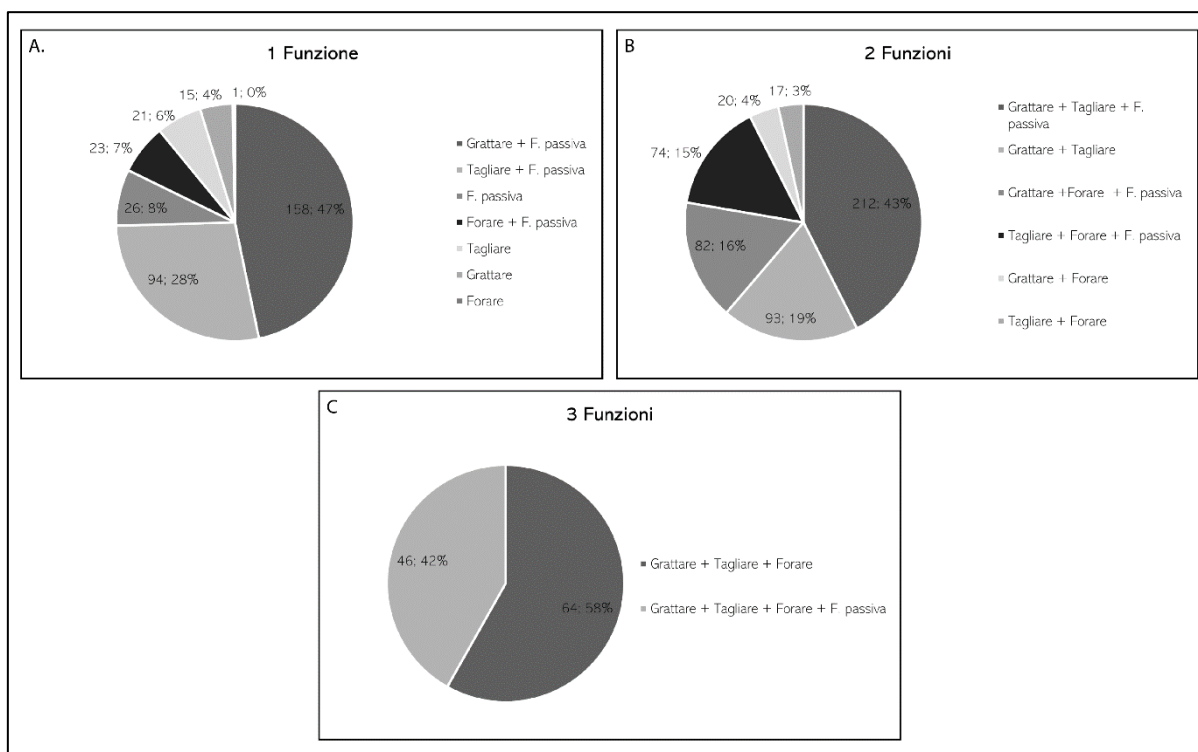 A.
1 Funzione
15; 4%
1; 0%
21; 6%
23; 7%
26; 8%
158; 47%
94; 28%
Grattare + F. passiva
Tagliare + F. passiva
F. passiva
Forare + F. passiva
Tagliare
Grattare
Forare
B
2 Funzioni
17; 3%
20; 4%
74; 15%
212; 43%
82; 16%
93; 19%
Grattare + Tagliare + F.
passiva
Grattare + Tagliare
Grattare +Forare + F. passiva
Tagliare + Forare + F. passiva
Grattare + Forare
Tagliare + Forare
C
3 Funzioni
46; 42%
64; 58%
Grattare + Tagliare + Forare
Grattare + Tagliare + Forare + F passiva